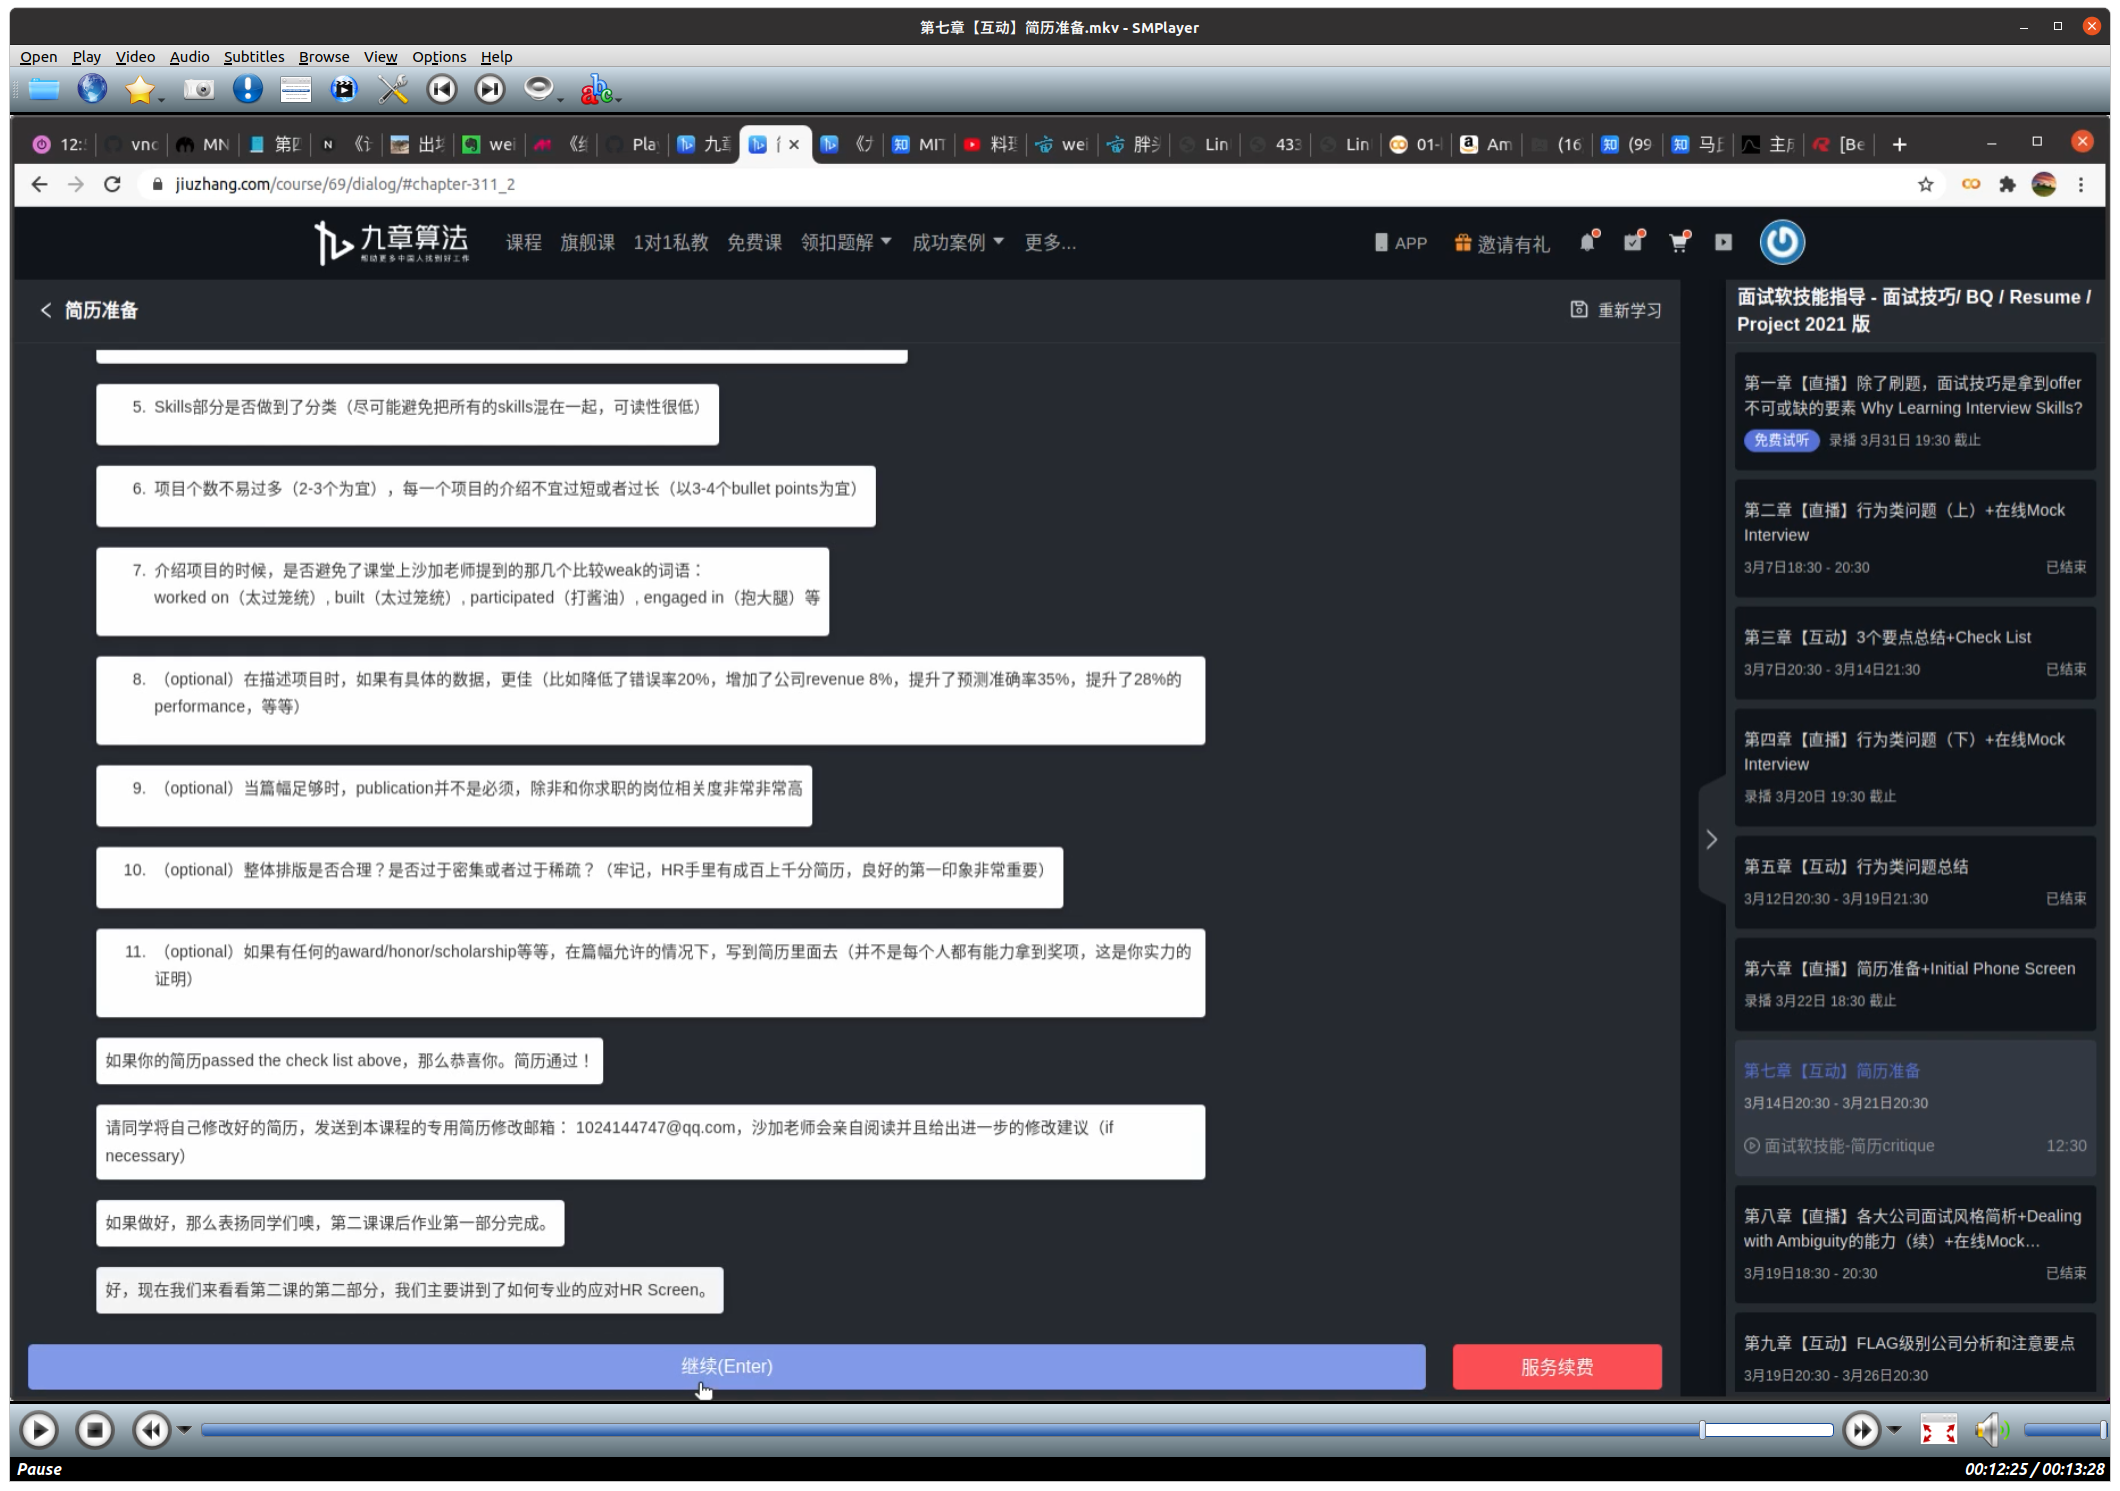 第七章【互动】简历准备.mkv - SMPlayer
Open Play Video Audio Subtitles Browse View Options Help
12: vnc MN 第四 N wei Pla 九章 知 MIT 料理 wei 胖头 Lin 433 Lin 01- Am (16 知 (99 知 马 主 [Be
jiuzhang.com/course/69/dialog/#chapter-311_2
九章算法
帮助更多中国人找到好工作
课程 旗舰课 1对1私教 免费课 领扣题解 成功案例 更多... APP 邀请有礼
简历准备
重新学习
5. Skills部分是否做到了分类（尽可能避免把所有的skills混在一起，可读性很低）
6. 项目个数不易过多（2-3个为宜），每一个项目的介绍不宜过短或者过长（以3-4个bullet points为宜）
7. 介绍项目的时候，是否避免了课堂上沙加老师提到的那几个比较weak的词语：
worked on（太过笼统）, built（太过笼统）, participated（打酱油）, engaged in（抱大腿）等
8. （optional）在描述项目时，如果有具体的数据，更佳（比如降低了错误率20%，增加了公司revenue 8%，提升了预测准确率35%，提升了28%的
performance，等等）
9. （optional）当篇幅足够时，publication并不是必须，除非和你求职的岗位相关度非常非常高
10. （optional）整体排版是否合理？是否过于密集或者过于稀疏？（牢记，HR手里有成百上千分简历，良好的第一印象非常重要）
11. （optional）如果有任何的award/honor/scholarship等等，在篇幅允许的情况下，写到简历里面去（并不是每个人都有能力拿到奖项，这是你实力的
证明）
如果你的简历passed the check list above，那么恭喜你。简历通过！
请同学将自己修改好的简历，发送到本课程的专用简历修改邮箱： 1024144747@qq.com，沙加老师会亲自阅读并且给出进一步的修改建议（if
necessary）
如果做好，那么表扬同学们噢，第二课课后作业第一部分完成。
好，现在我们来看看第二课的第二部分，我们主要讲到了如何专业的应对HR Screen。
继续(Enter)
服务续费
面试软技能指导 - 面试技巧/ BQ / Resume /
Project 2021 版
第一章【直播】除了刷题，面试技巧是拿到offer
不可或缺的要素 Why Learning Interview Skills?
免费试听 录播 3月31日 19:30 截止
第二章【直播】行为类问题（上）+在线Mock
Interview
3月7日18:30 - 20:30 已结束
第三章【互动】3个要点总结+Check List
3月7日20:30 - 3月14日21:30 已结束
第四章【直播】行为类问题（下）+在线Mock
Interview
录播 3月20日 19:30 截止
第五章【互动】行为类问题总结
3月12日20:30 - 3月19日21:30 已结束
第六章【直播】简历准备+Initial Phone Screen
录播 3月22日 18:30 截止
第七章【互动】简历准备
3月14日20:30 - 3月21日20:30
面试软技能-简历critique 12:30
第八章【直播】各大公司面试风格简析+Dealing
with Ambiguity的能力（续）+在线Mock…
3月19日18:30 - 20:30 已结束
第九章【互动】FLAG级别公司分析和注意要点
3月19日20:30 - 3月26日20:30
Pause
00:12:25 / 00:13:28